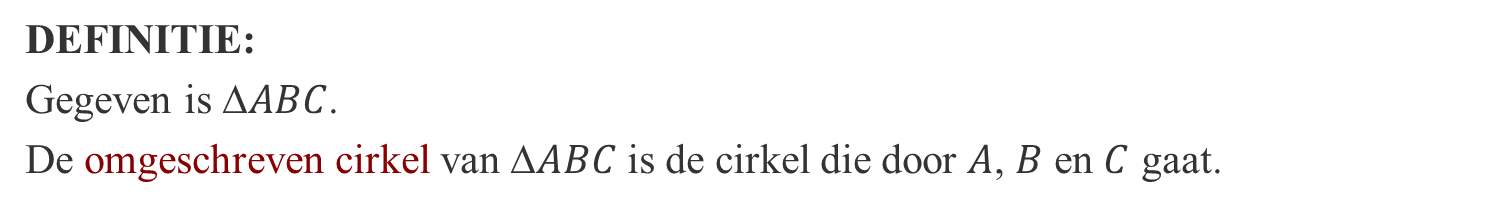 DEFINITIE:
Gegeven is ΔABC.
De omgeschreven cirkel van ΔABC is de cirkel die door A, B en C gaat.